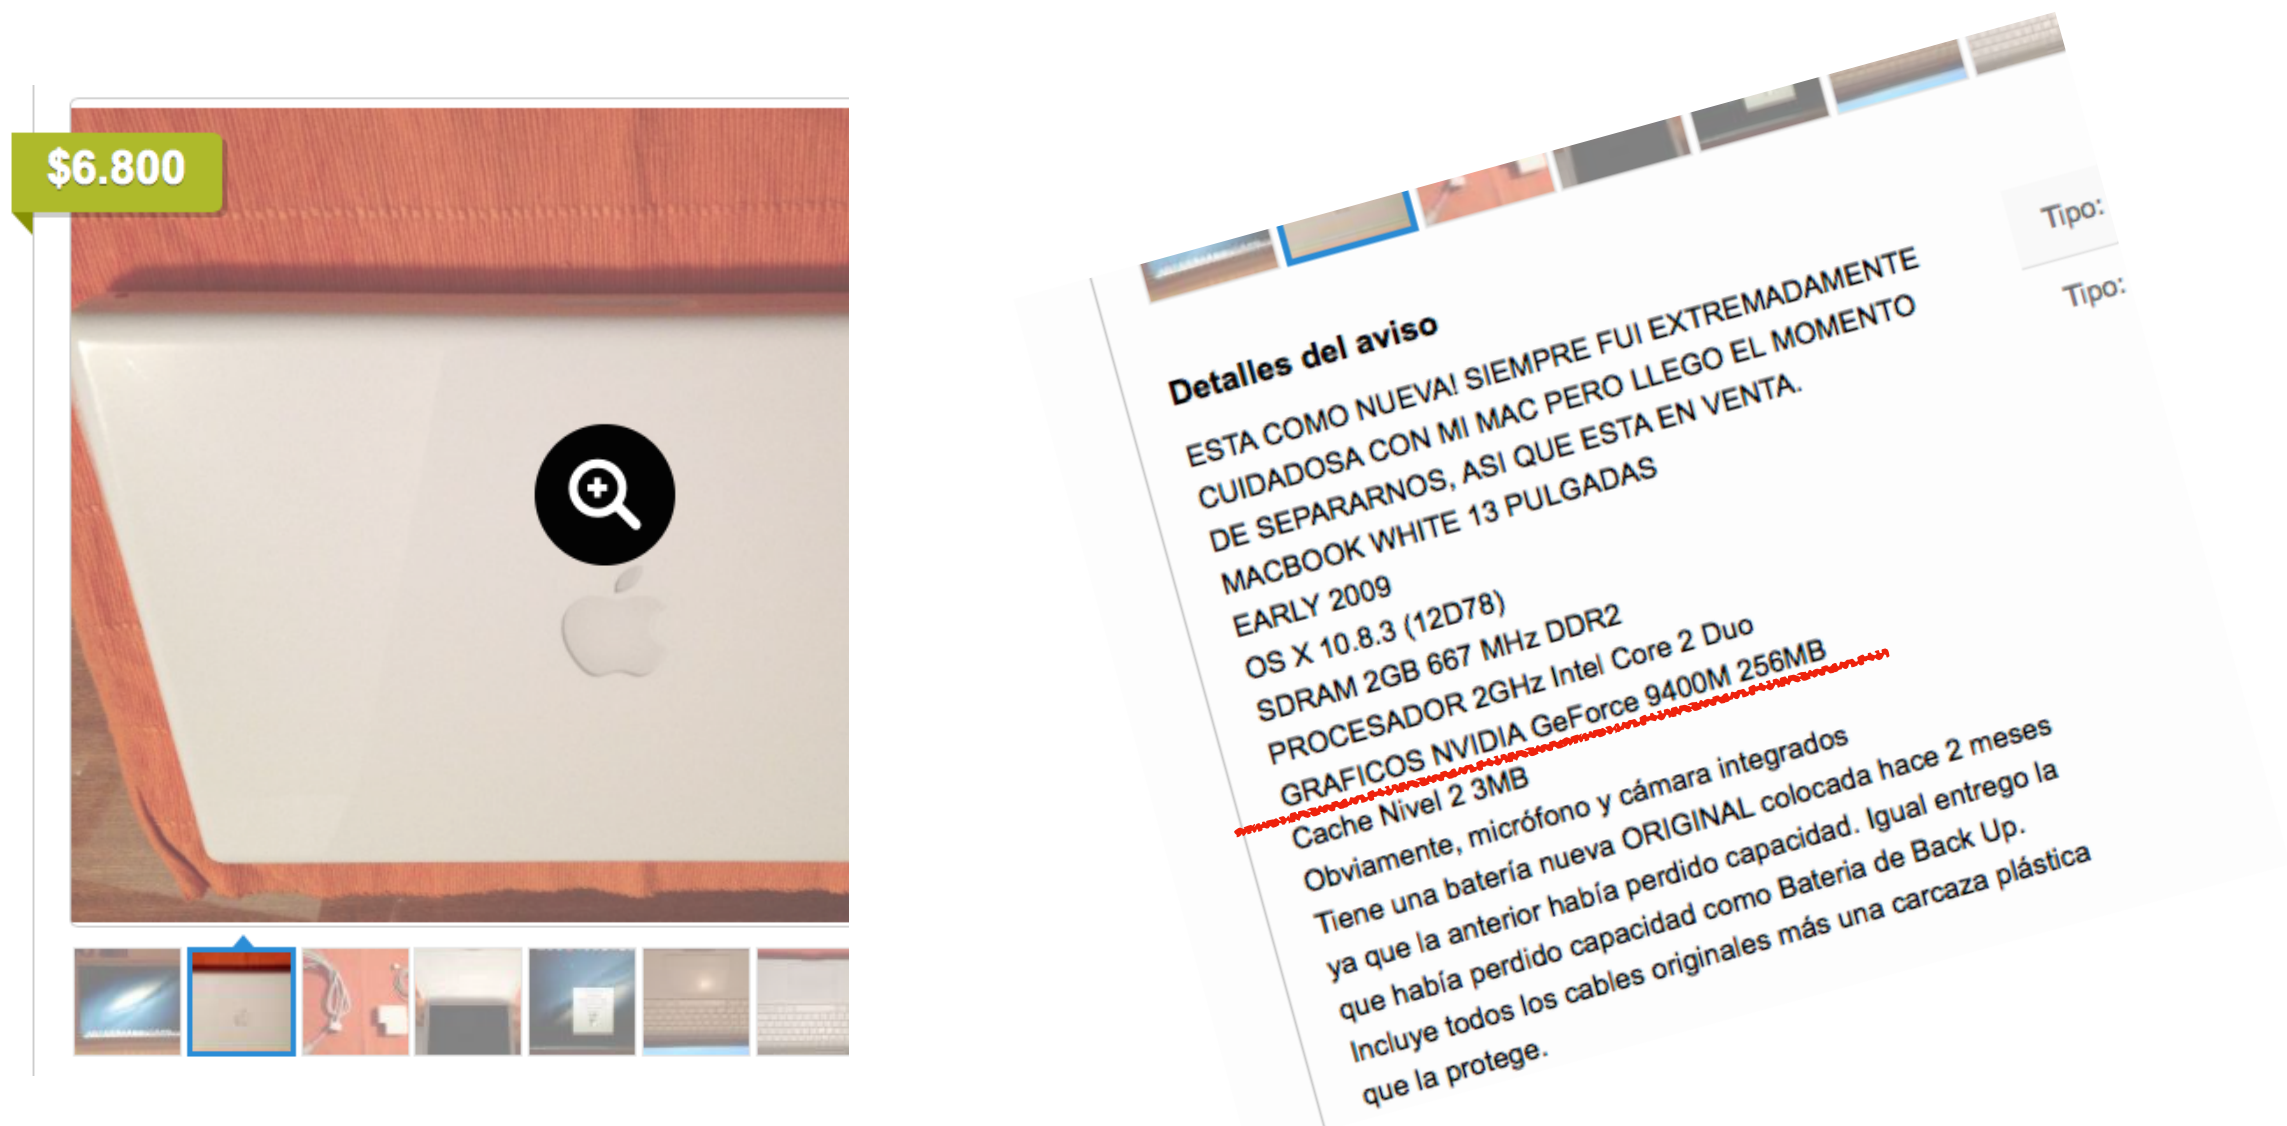 $6.800
Tipo:
Tipo:
Detalles del aviso
ESTA COMO NUEVA! SIEMPRE FUI EXTREMADAMENTE
CUIDADOSA CON MI MAC PERO LLEGO EL MOMENTO
DE SEPARARNOS, ASI QUE ESTA EN VENTA.
MACBOOK WHITE 13 PULGADAS
EARLY 2009
OS X 10.8.3 (12D78)
SDRAM 2GB 667 MHz DDR2
PROCESADOR 2GHz Intel Core 2 Duo
GRAFICOS NVIDIA GeForce 9400M 256MB
Cache Nivel 2 3MB
Obviamente, micrófono y cámara integrados
Tiene una batería nueva ORIGINAL colocada hace 2 meses
ya que la anterior había perdido capacidad. Igual entrego la
que había perdido capacidad como Bateria de Back Up.
Incluye todos los cables originales más una carcaza plástica
que la protege.